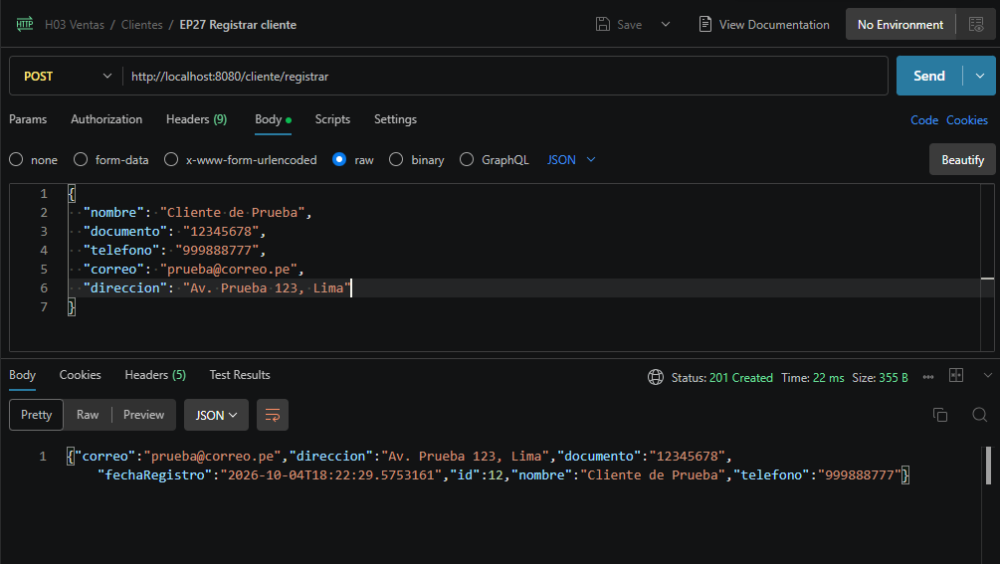 HTTP H03 Ventas / Clientes / EP27 Registrar cliente Save View Documentation No Environment
POST http://localhost:8080/cliente/registrar Send
Params Authorization Headers (9) Body Scripts Settings Code Cookies
none form-data x-www-form-urlencoded raw binary GraphQL JSON Beautify
1 {
2 "nombre": "Cliente de Prueba",
3 "documento": "12345678",
4 "telefono": "999888777",
5 "correo": "prueba@correo.pe",
6 "direccion": "Av. Prueba 123, Lima"
7 }
Body Cookies Headers (5) Test Results Status: 201 Created Time: 22 ms Size: 355 B
Pretty Raw Preview JSON
1 {"correo":"prueba@correo.pe","direccion":"Av. Prueba 123, Lima","documento":"12345678",
"fechaRegistro":"2026-10-04T18:22:29.5753161","id":12,"nombre":"Cliente de Prueba","telefono":"999888777"}